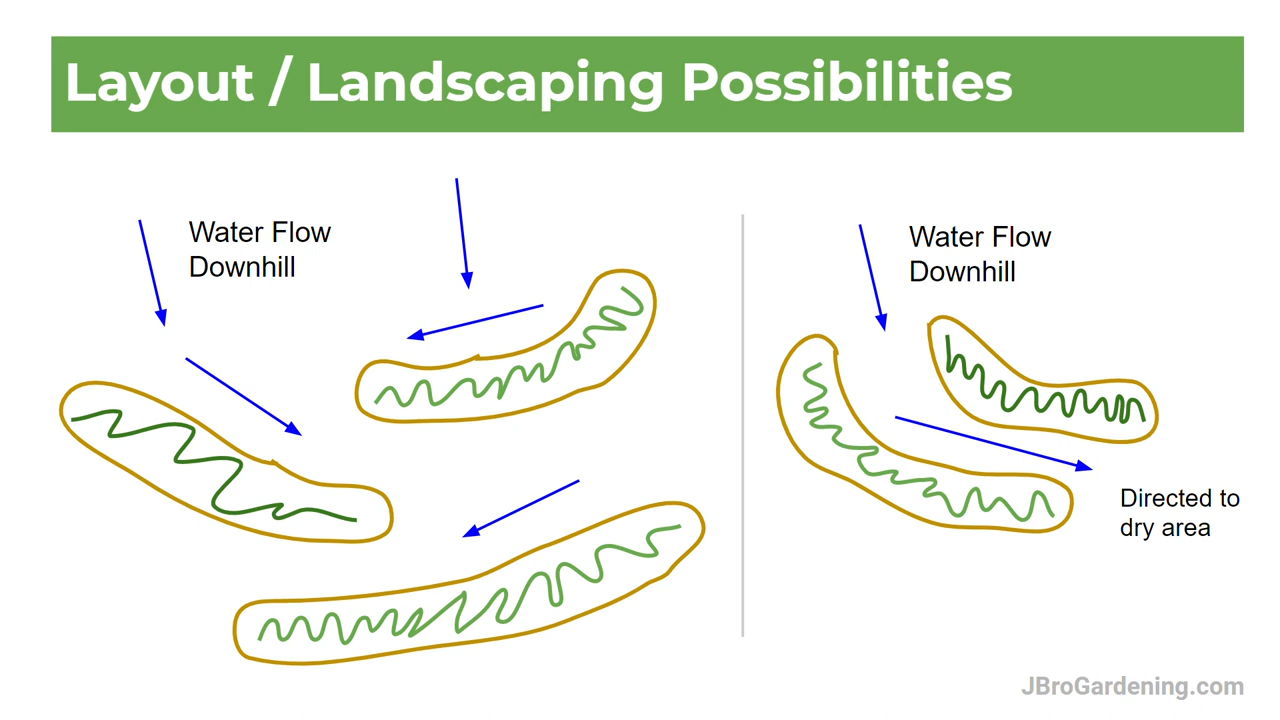 Layout / Landscaping Possibilities
Water Flow
Downhill
Water Flow
Downhill
Directed to
dry area
JBroGardening.com